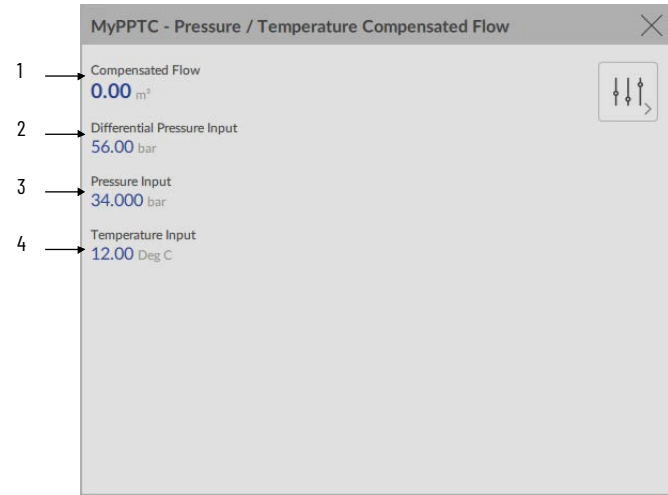 MyPPTC - Pressure / Temperature Compensated Flow
1 Compensated Flow
0.00 m³
2 Differential Pressure Input
56.00 bar
3 Pressure Input
34.000 bar
4 Temperature Input
12.00 Deg C